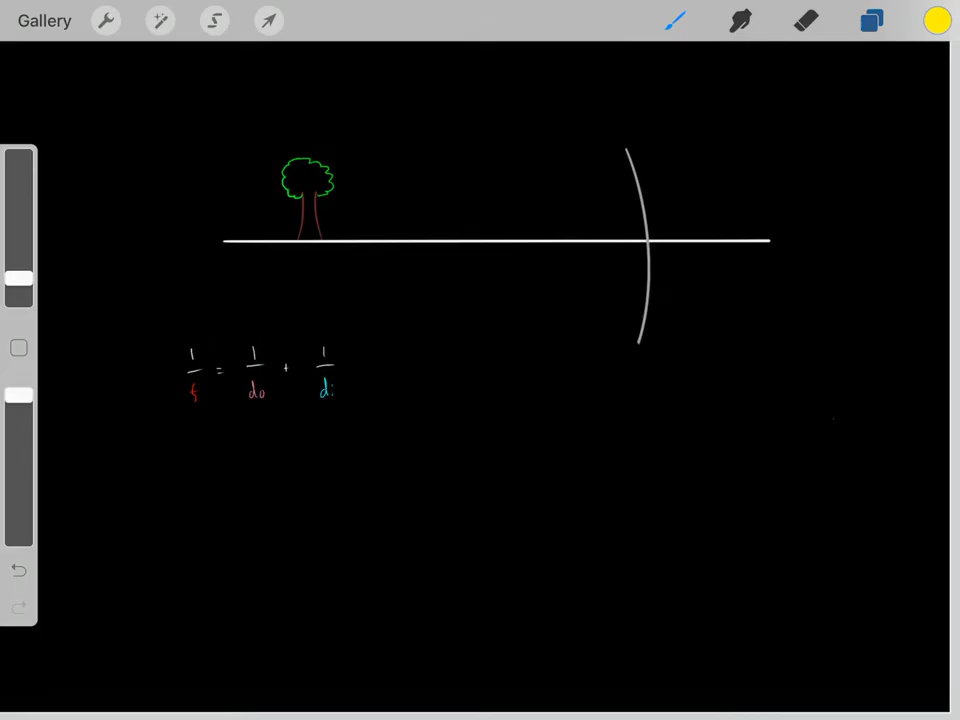 Gallery
1/f = 1/do + 1/di